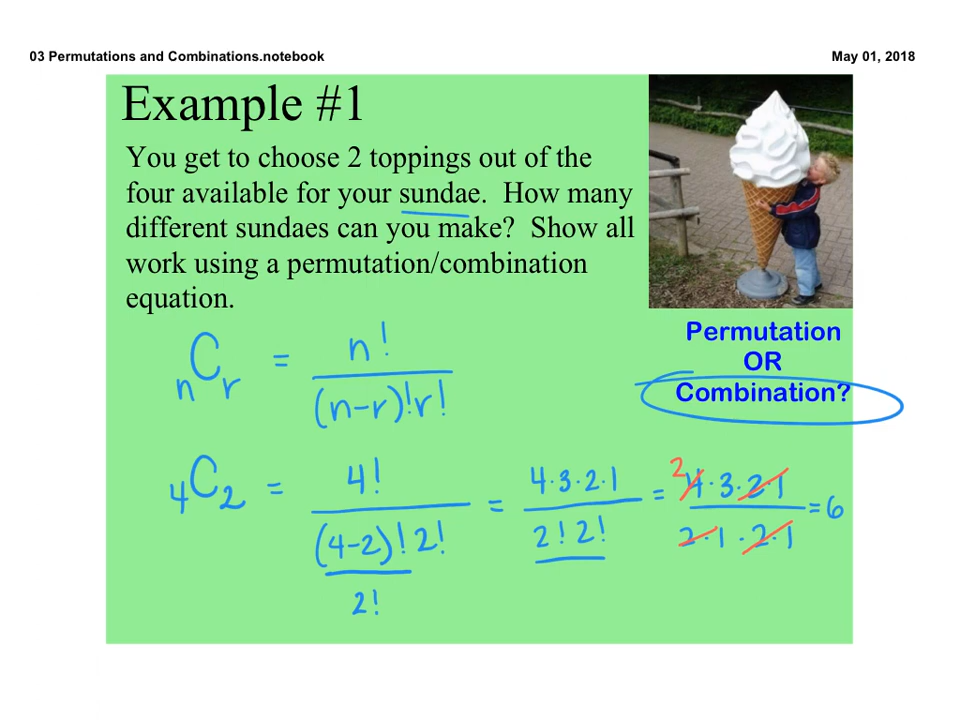 03 Permutations and Combinations.notebook
May 01, 2018
Example #1
You get to choose 2 toppings out of the
four available for your sundae. How many
different sundaes can you make? Show all
work using a permutation/combination
equation.
Permutation
OR
Combination?
nCr = n! / (n-r)!r!
4C2 = 4! / (4-2)!2! = 4·3·2·1 / 2!2! = 4·3·2·1 / 2·1·2·1 = 6
2
2!